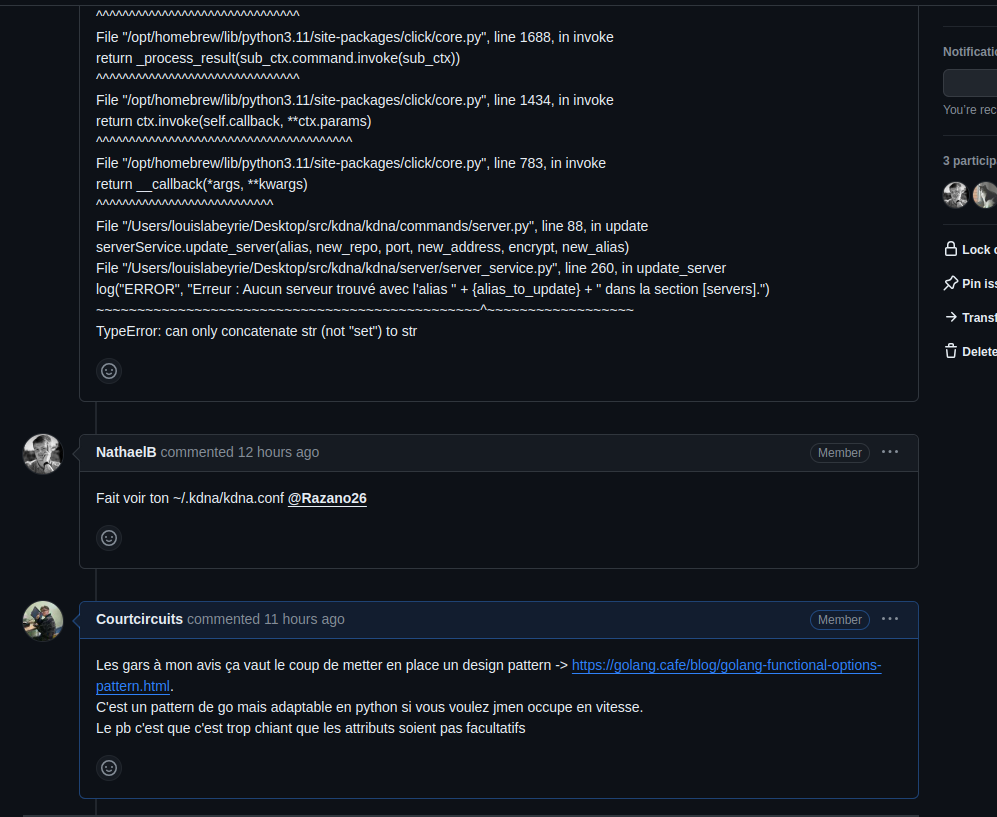 ^^^^^^^^^^^^^^^^^^^^^^^^^^^^^^^
File "/opt/homebrew/lib/python3.11/site-packages/click/core.py", line 1688, in invoke
return _process_result(sub_ctx.command.invoke(sub_ctx))
^^^^^^^^^^^^^^^^^^^^^^^^^^^^^^^
File "/opt/homebrew/lib/python3.11/site-packages/click/core.py", line 1434, in invoke
return ctx.invoke(self.callback, **ctx.params)
^^^^^^^^^^^^^^^^^^^^^^^^^^^^^^^^^^^^^^^
File "/opt/homebrew/lib/python3.11/site-packages/click/core.py", line 783, in invoke
return __callback(*args, **kwargs)
^^^^^^^^^^^^^^^^^^^^^^^^^^^
File "/Users/louislabeyrie/Desktop/src/kdna/kdna/commands/server.py", line 88, in update
serverService.update_server(alias, new_repo, port, new_address, encrypt, new_alias)
File "/Users/louislabeyrie/Desktop/src/kdna/kdna/server/server_service.py", line 260, in update_server
log("ERROR", "Erreur : Aucun serveur trouvé avec l'alias " + {alias_to_update} + " dans la section [servers].")
~~~~~~~~~~~~~~~~~~~~~~~~~~~~~~~~~~~~~~~~~~~~~~~^~~~~~~~~~~~~~~~~~~
TypeError: can only concatenate str (not "set") to str
NathaelB commented 12 hours ago Member ···
Fait voir ton ~/.kdna/kdna.conf @Razano26
Courtcircuits commented 11 hours ago Member ···
Les gars à mon avis ça vaut le coup de metter en place un design pattern -> https://golang.cafe/blog/golang-functional-options-
pattern.html.
C'est un pattern de go mais adaptable en python si vous voulez jmen occupe en vitesse.
Le pb c'est que c'est trop chiant que les attributs soient pas facultatifs
Notificatio
You're rec
3 particip
Lock c
Pin iss
Transf
Delete